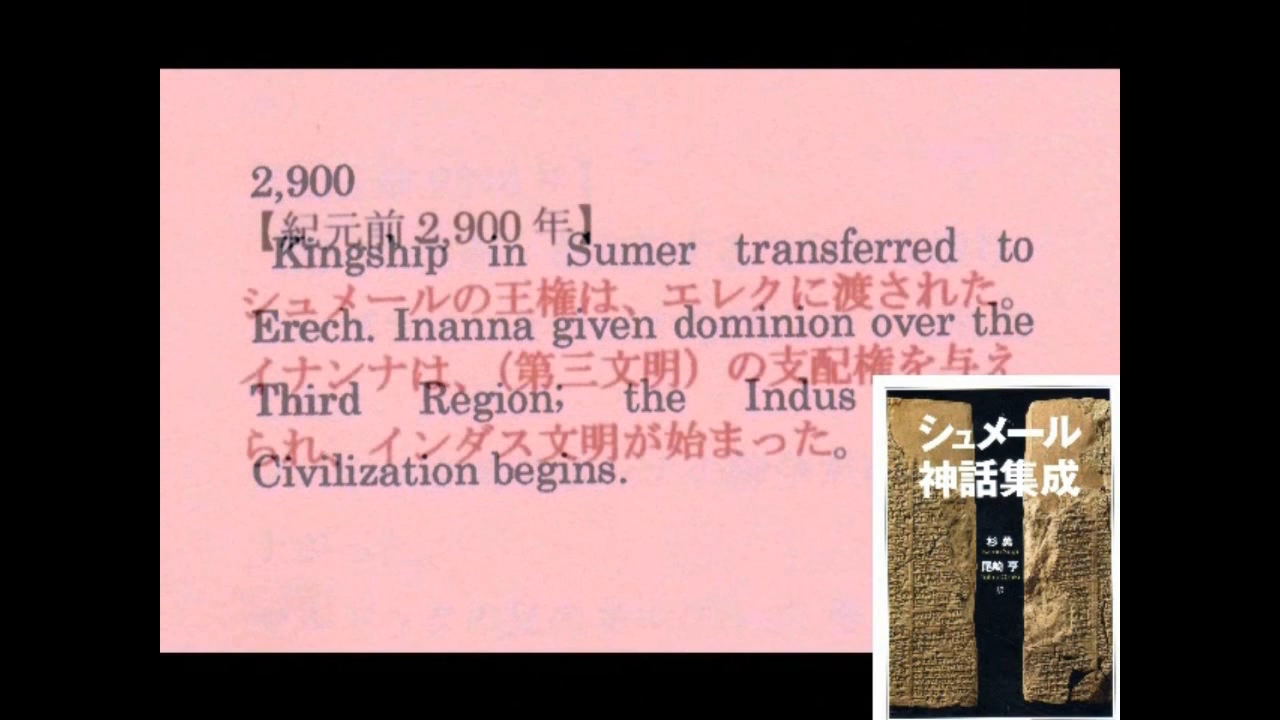 2,900
【紀元前 2,900 年】
Kingship in Sumer transferred to
シュメールの王権は、エレクに渡された。
Erech. Inanna given dominion over the
イナンナは、（第三文明）の支配権を与え
Third Region; the Indus
られ、インダス文明が始まった。
Civilization begins.
シュメール
神話集成
杉 勇
尾崎 亨
訳